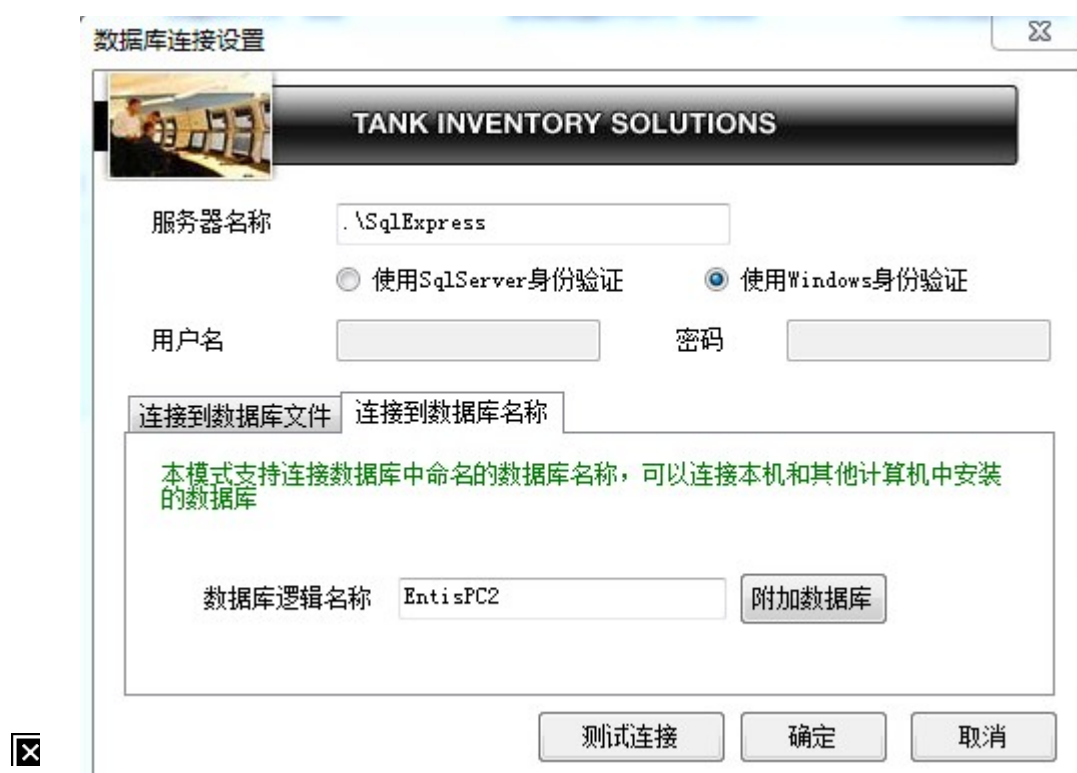 数据库连接设置
TANK INVENTORY SOLUTIONS
服务器名称 .\SqlExpress
使用SqlServer身份验证 使用Windows身份验证
用户名 密码
连接到数据库文件 连接到数据库名称
本模式支持连接数据库中命名的数据库名称，可以连接本机和其他计算机中安装
的数据库
数据库逻辑名称 EntisPC2 附加数据库
测试连接 确定 取消